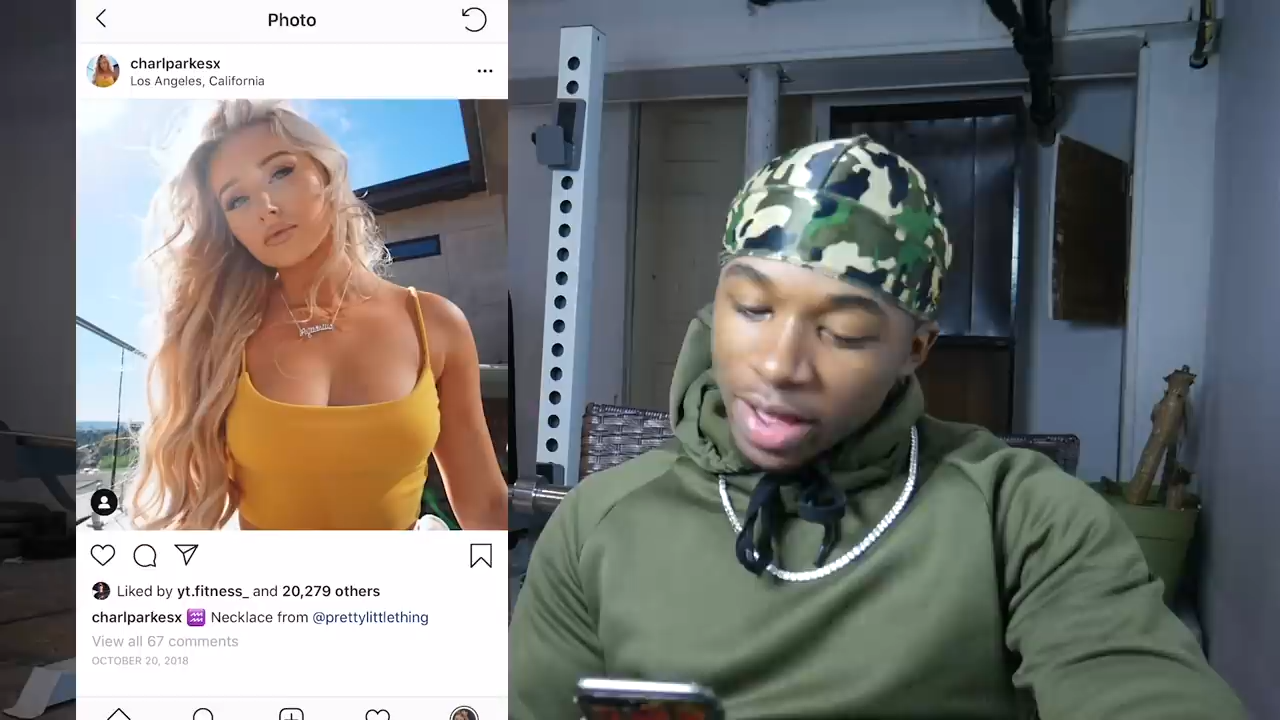 Photo
charlparkesx
Los Angeles, California
Aquarius
Liked by yt.fitness_ and 20,279 others
charlparkesx ♒ Necklace from @prettylittlething
View all 67 comments
OCTOBER 20, 2018